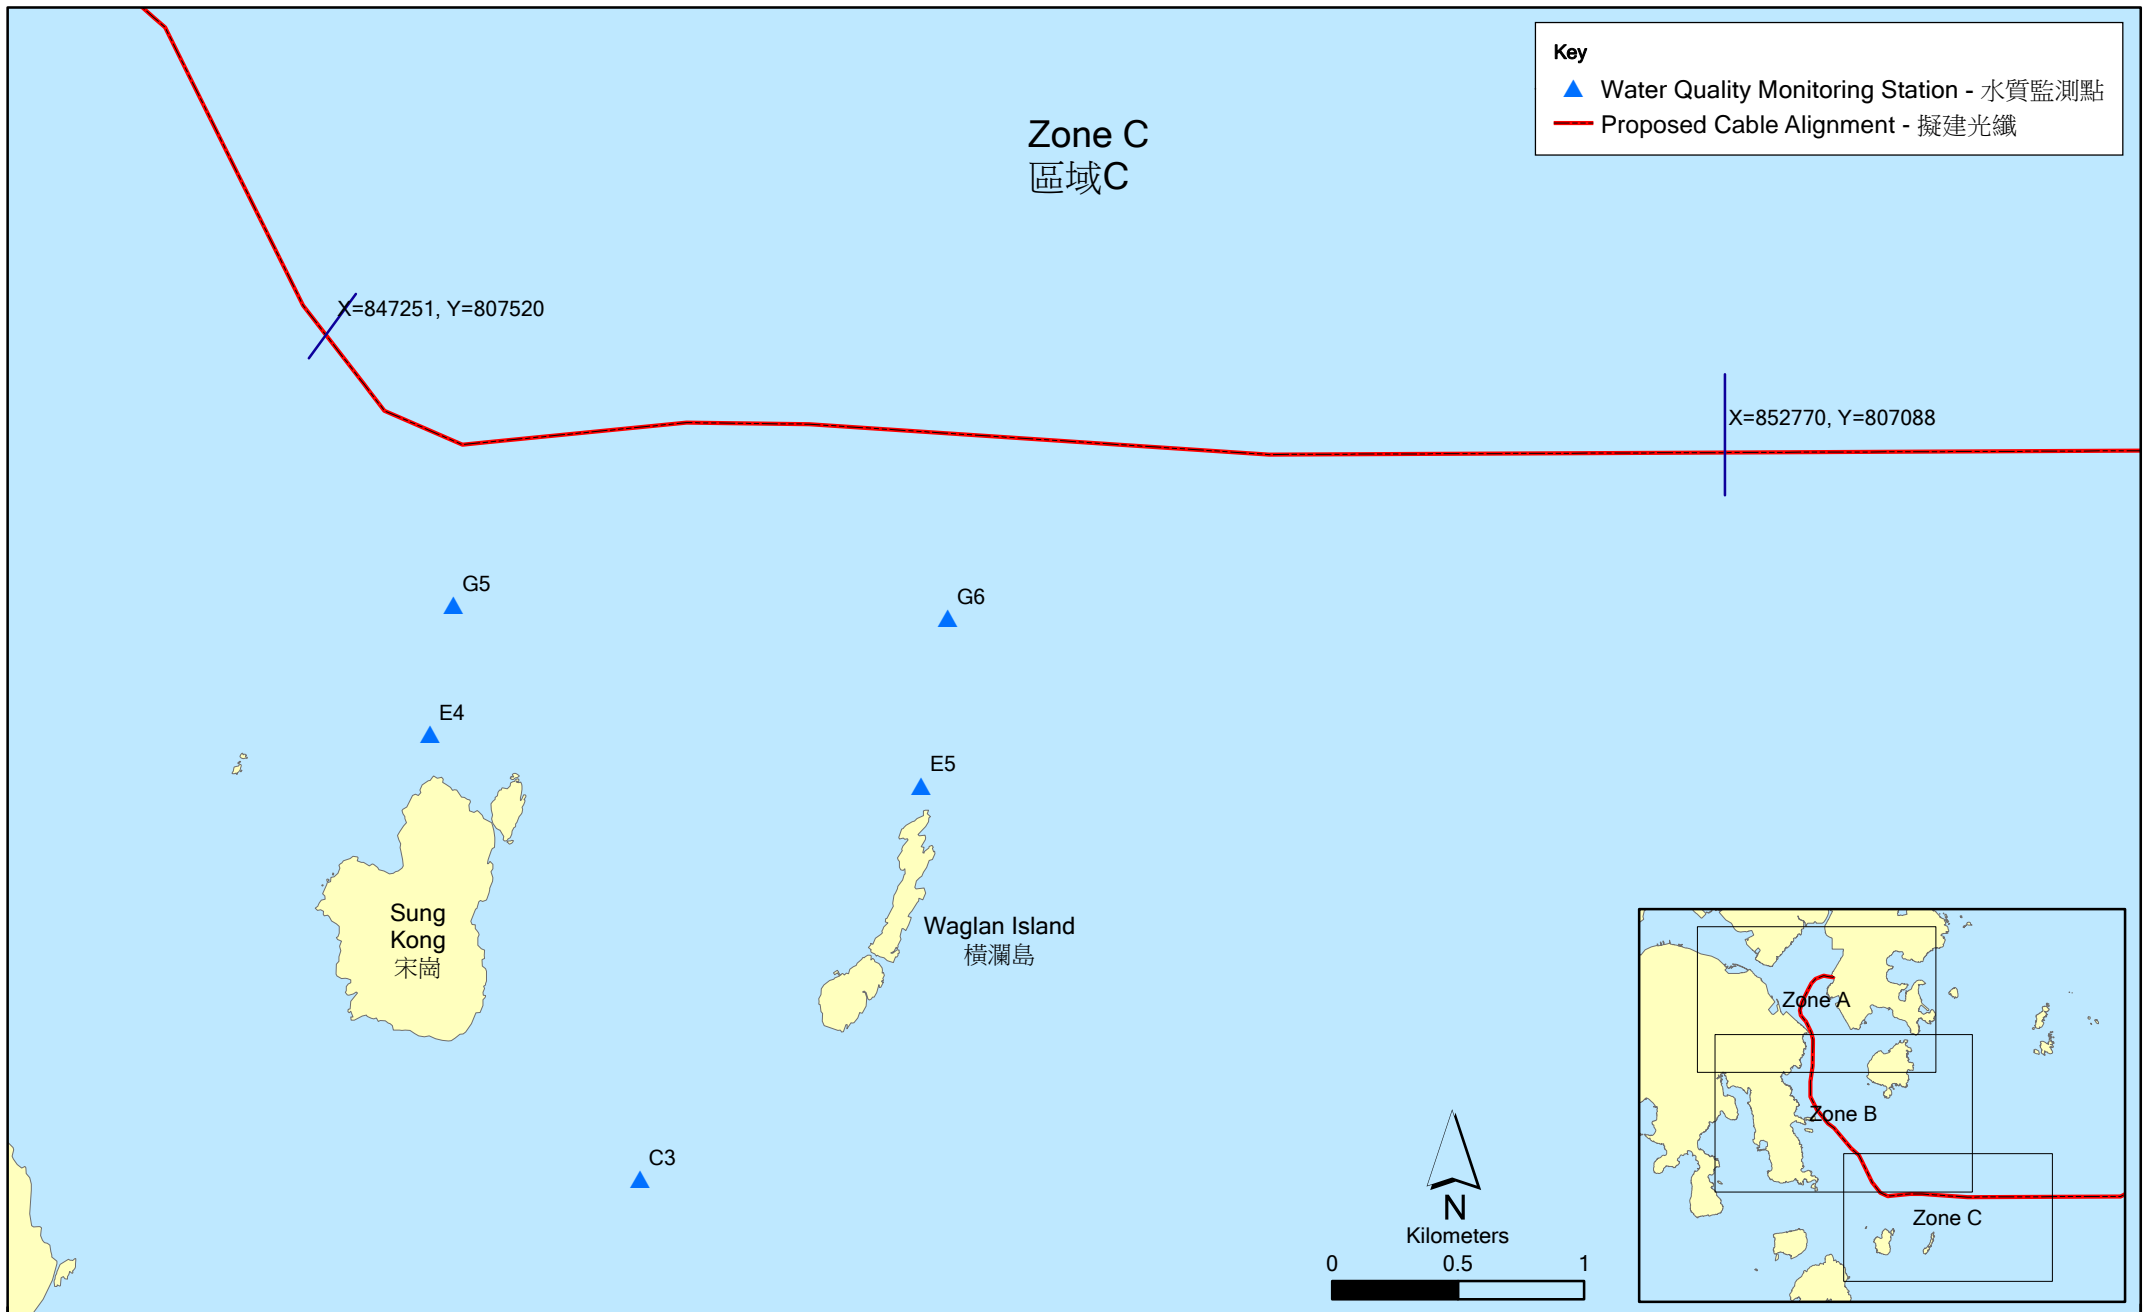 Key
Water Quality Monitoring Station - 水質監測點
Proposed Cable Alignment - 擬建光纖
Zone C
區域C
X=847251, Y=807520
X=852770, Y=807088
G5
G6
E4
E5
Sung
Kong
宋崗
Waglan Island
橫瀾島
C3
N
Kilometers
0 0.5 1
Zone A
Zone B
Zone C